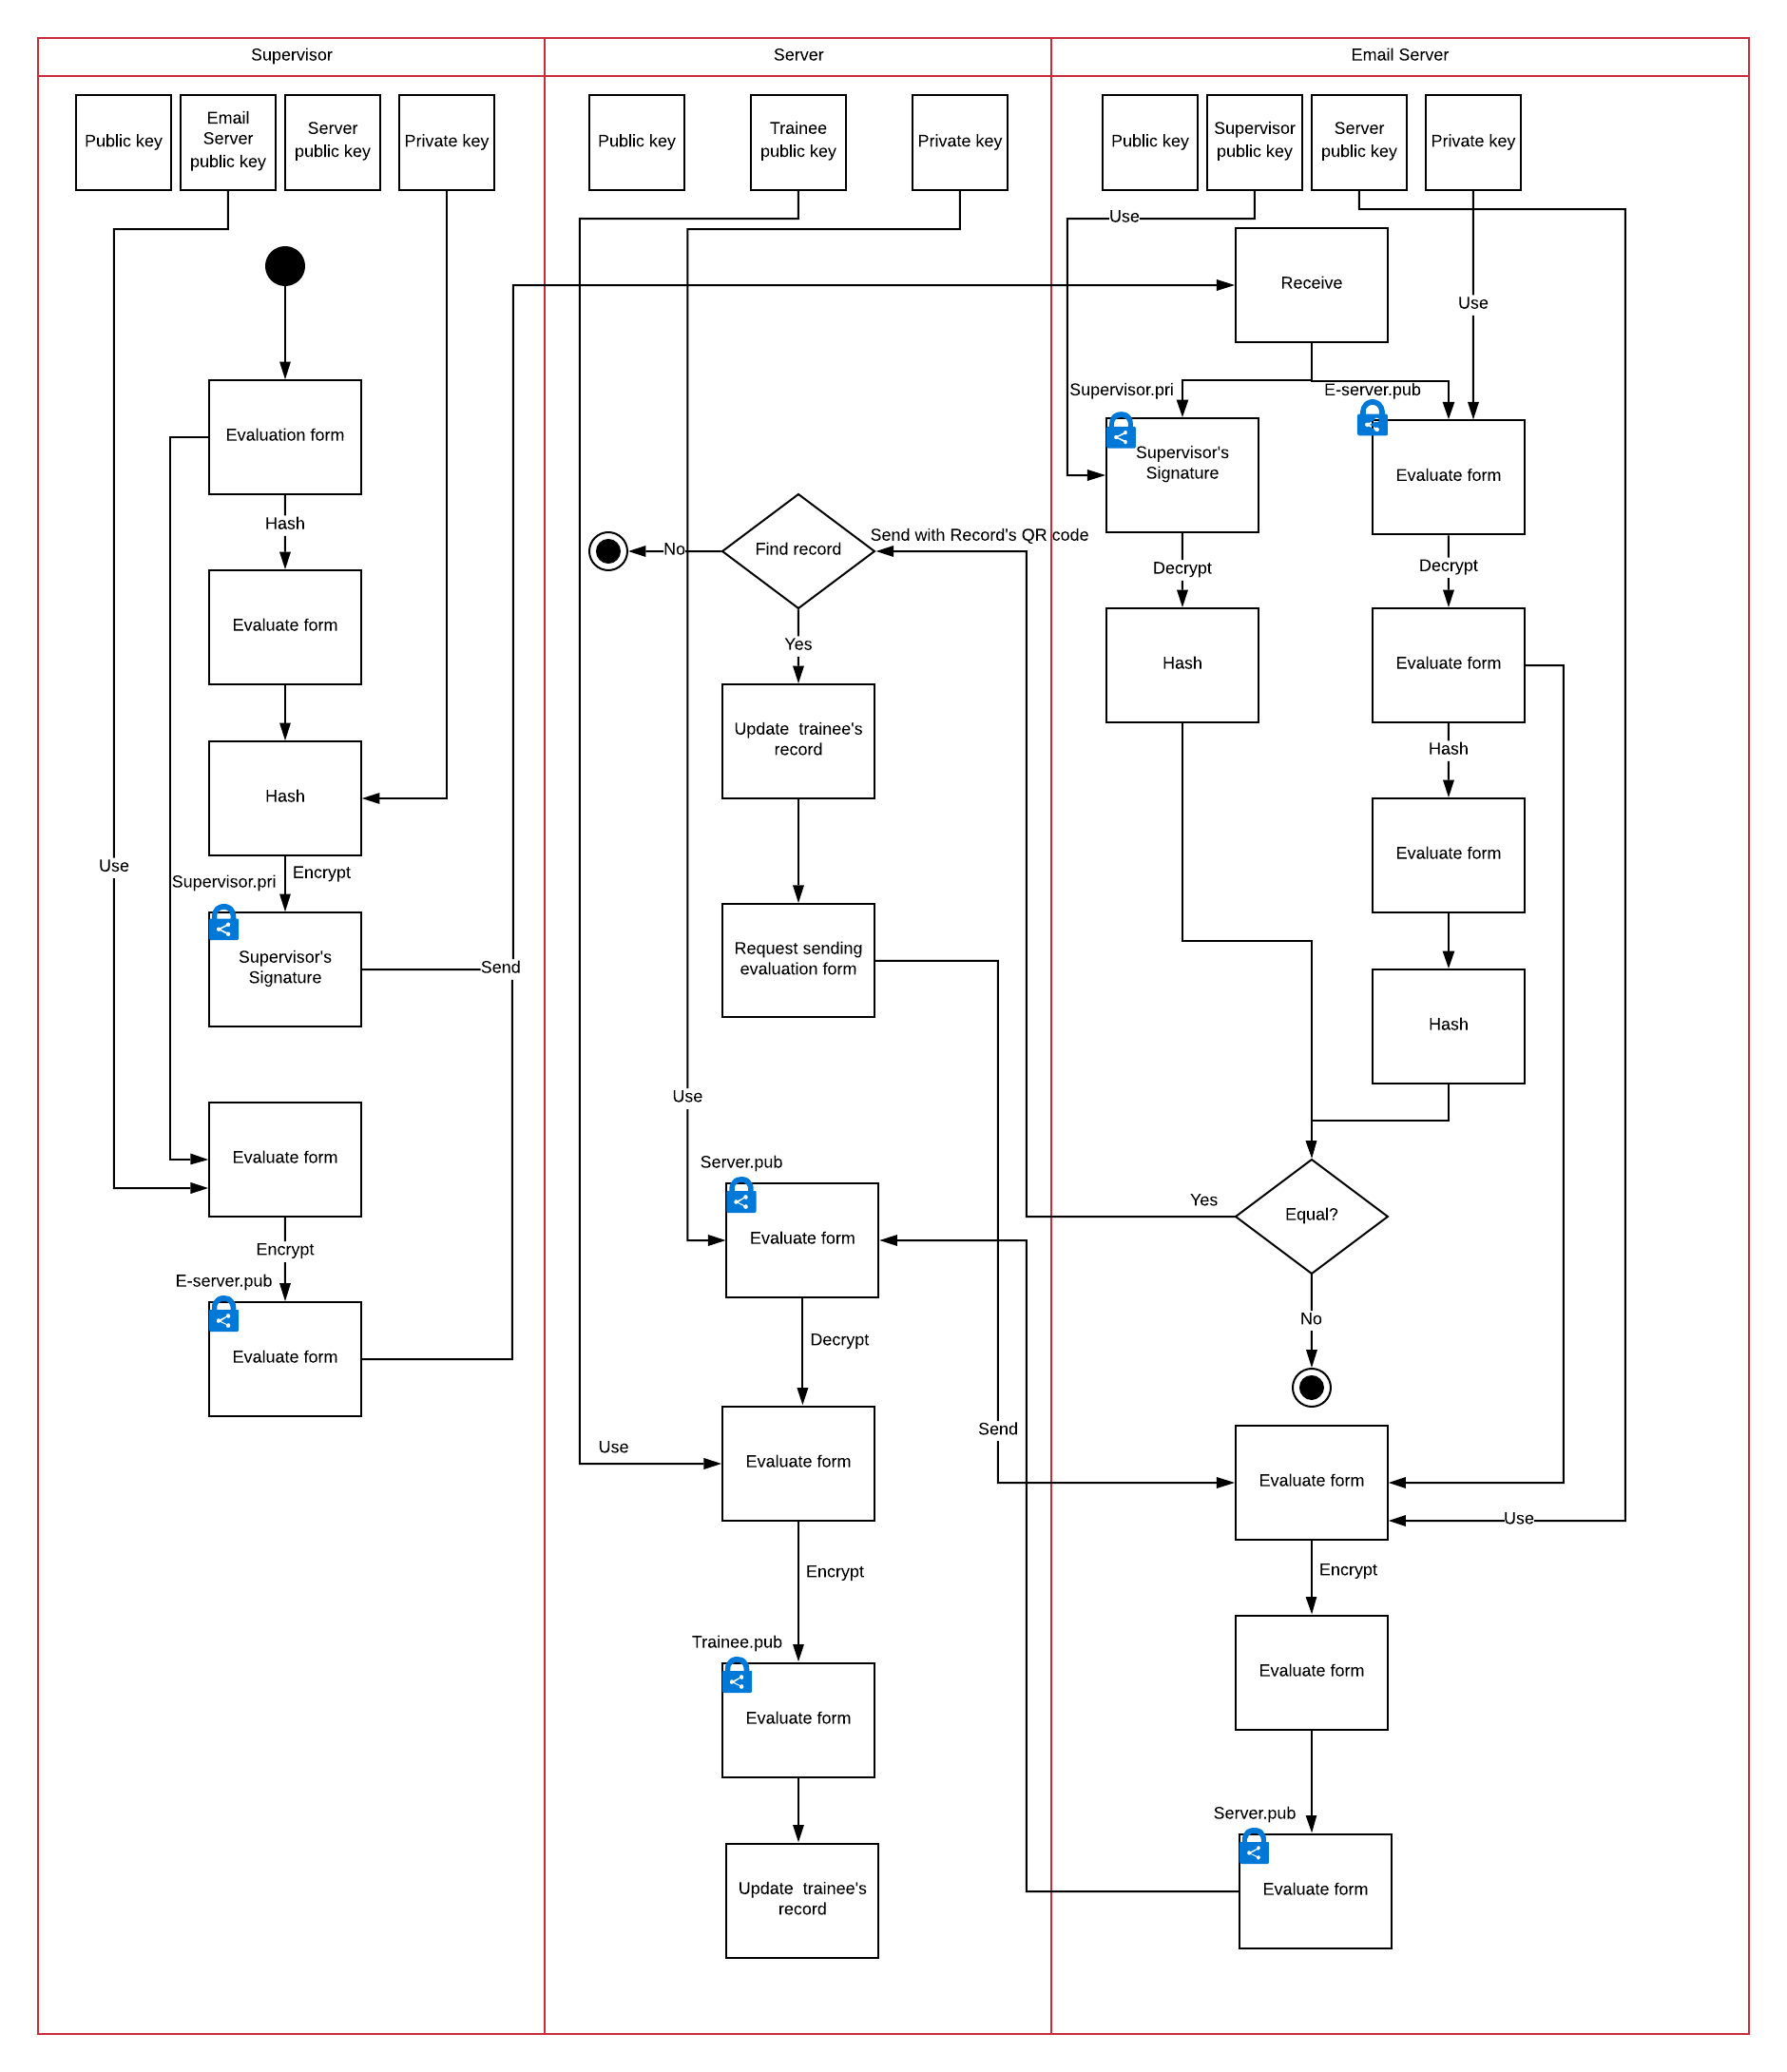 Supervisor
Server
Email Server
Public key
Email
Server
public key
Server
public key
Private key
Public key
Trainee
public key
Private key
Public key
Supervisor
public key
Server
public key
Private key
Use
Receive
Use
Supervisor.pri
E-server.pub
Evaluation form
Supervisor's
Signature
Evaluate form
Hash
Send with Record's QR code
No
Find record
Decrypt
Decrypt
Evaluate form
Yes
Hash
Evaluate form
Update  trainee's
record
Hash
Hash
Evaluate form
Use
Encrypt
Supervisor.pri
Supervisor's
Signature
Send
Request sending
evaluation form
Hash
Use
Evaluate form
Server.pub
Yes
Equal?
Evaluate form
Encrypt
E-server.pub
No
Decrypt
Evaluate form
Send
Use
Evaluate form
Evaluate form
Use
Encrypt
Encrypt
Trainee.pub
Evaluate form
Evaluate form
Server.pub
Update  trainee's
record
Evaluate form